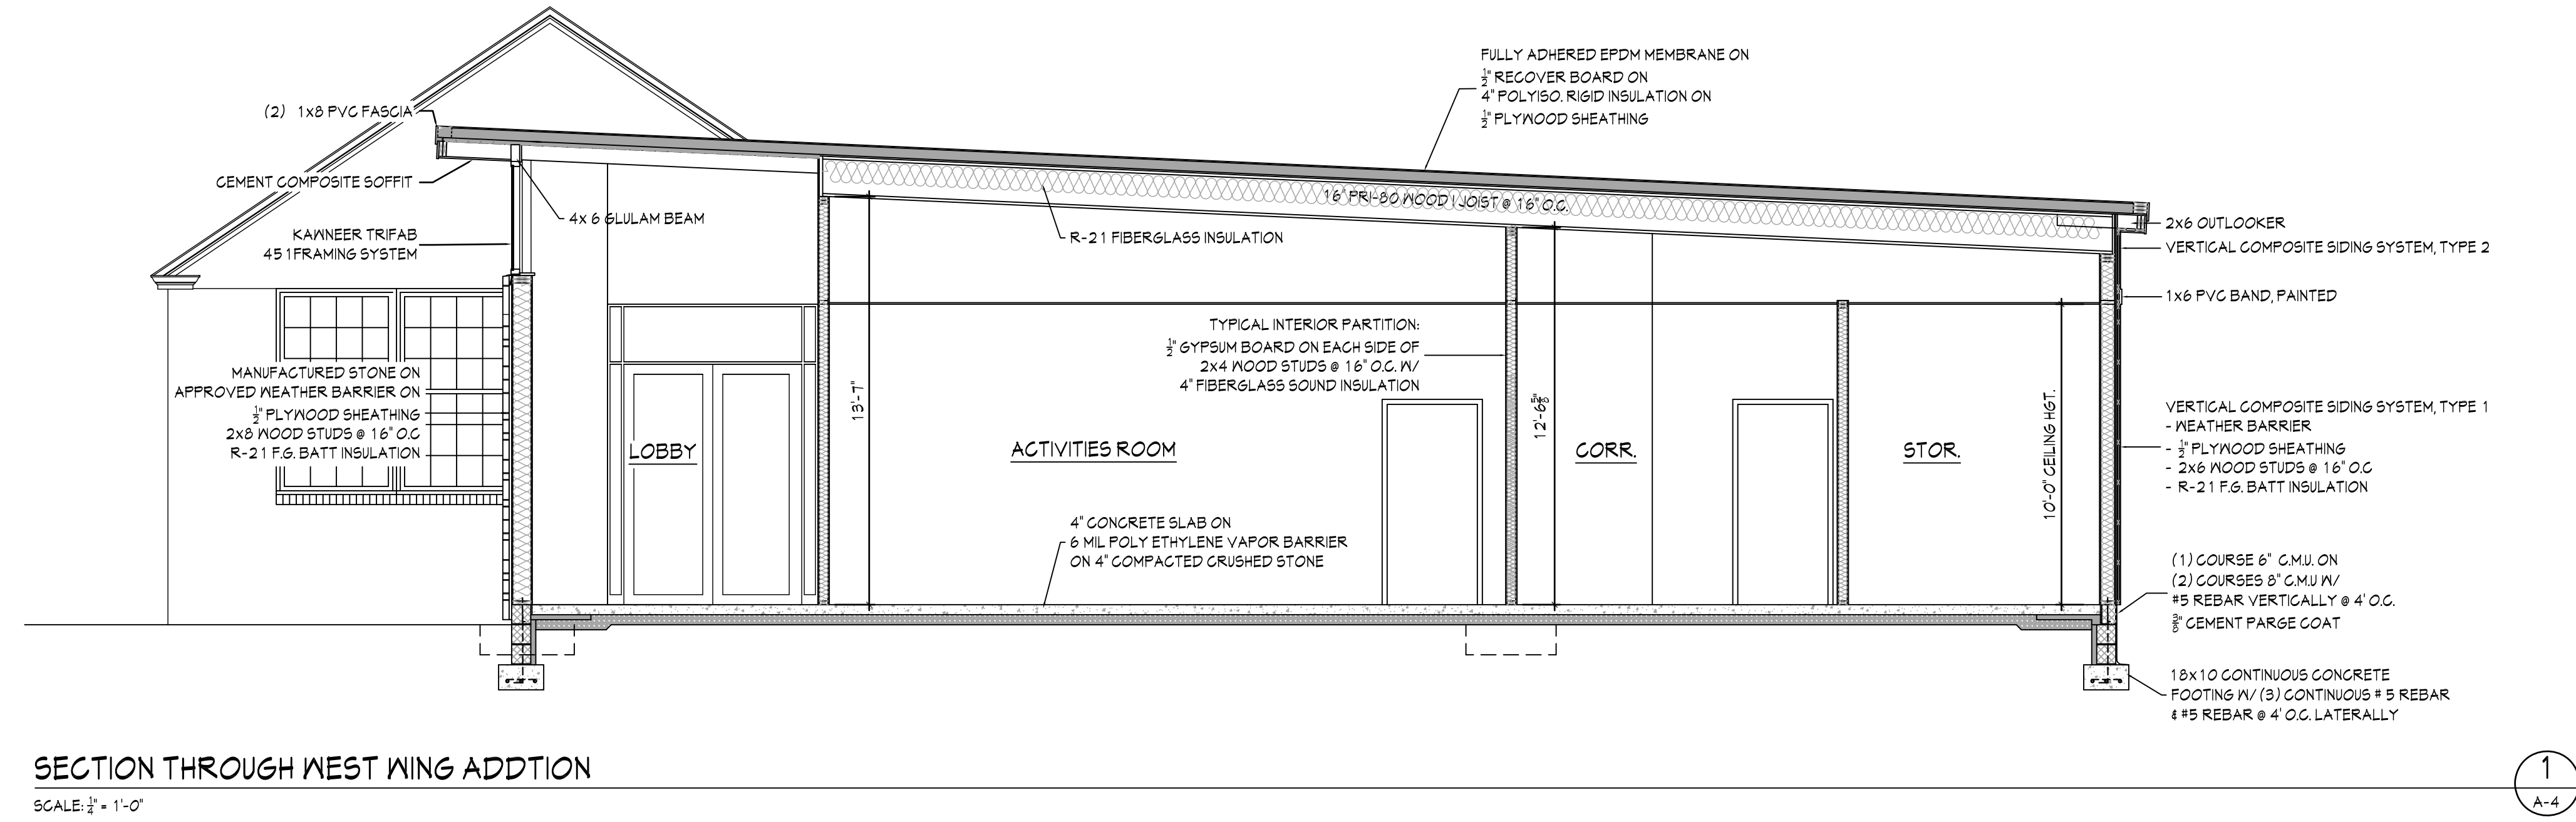 FULLY ADHERED EPDM MEMBRANE ON
½" RECOVER BOARD ON
4" POLYISO. RIGID INSULATION ON
½" PLYWOOD SHEATHING
(2) 1x8 PVC FASCIA
CEMENT COMPOSITE SOFFIT
4x 6 GLULAM BEAM
KAWNEER TRIFAB
451FRAMING SYSTEM
16" PRI-80 WOOD I JOIST @ 16" O.C.
R-21 FIBERGLASS INSULATION
2x6 OUTLOOKER
VERTICAL COMPOSITE SIDING SYSTEM, TYPE 2
1x6 PVC BAND, PAINTED
TYPICAL INTERIOR PARTITION:
½" GYPSUM BOARD ON EACH SIDE OF
2x4 WOOD STUDS @ 16" O.C. W/
4" FIBERGLASS SOUND INSULATION
MANUFACTURED STONE ON
APPROVED WEATHER BARRIER ON
½" PLYWOOD SHEATHING
2x8 WOOD STUDS @ 16" O.C
R-21 F.G. BATT INSULATION
13'-7"
12'-6⅝"
10'-0" CEILING HGT.
LOBBY
ACTIVITIES ROOM
CORR.
STOR.
VERTICAL COMPOSITE SIDING SYSTEM, TYPE 1
- WEATHER BARRIER
- ½" PLYWOOD SHEATHING
- 2x6 WOOD STUDS @ 16" O.C
- R-21 F.G. BATT INSULATION
4" CONCRETE SLAB ON
6 MIL POLY ETHYLENE VAPOR BARRIER
ON 4" COMPACTED CRUSHED STONE
(1) COURSE 6" C.M.U. ON
(2) COURSES 8" C.M.U W/
#5 REBAR VERTICALLY @ 4' O.C.
⅜" CEMENT PARGE COAT
18x10 CONTINUOUS CONCRETE
FOOTING W/ (3) CONTINUOUS # 5 REBAR
& #5 REBAR @ 4' O.C. LATERALLY
SECTION THROUGH WEST WING ADDTION
SCALE: ¼" = 1'-0"
1
A-4